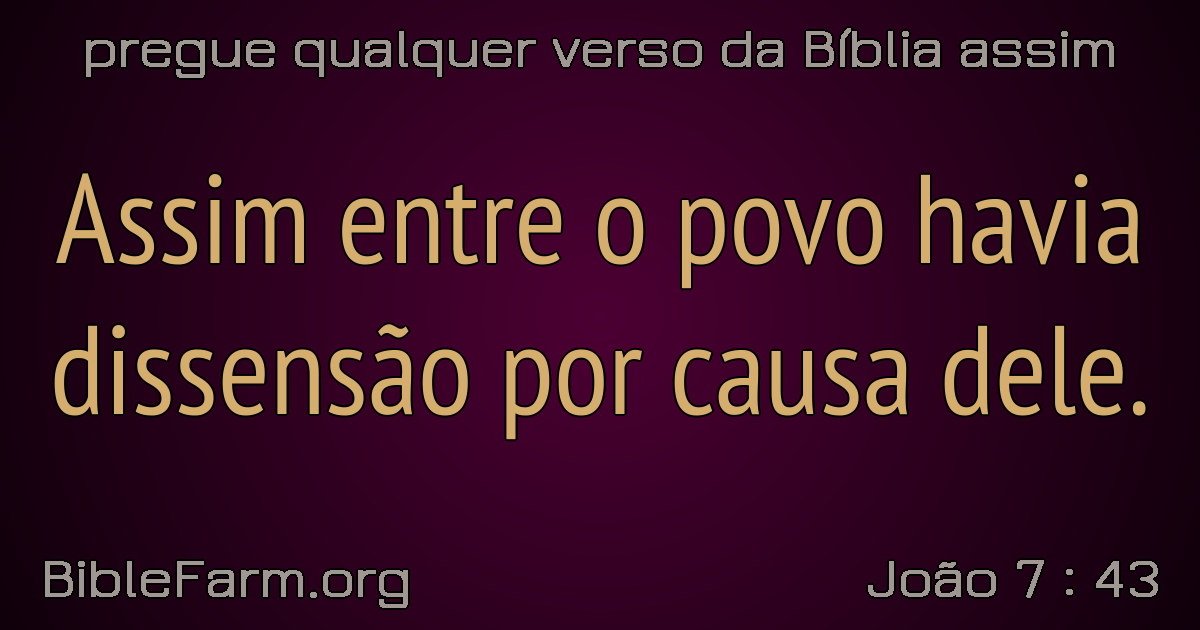 pregue qualquer verso da Bíblia assim
Assim entre o povo havia
dissensão por causa dele.
BibleFarm.org
João 7 : 43